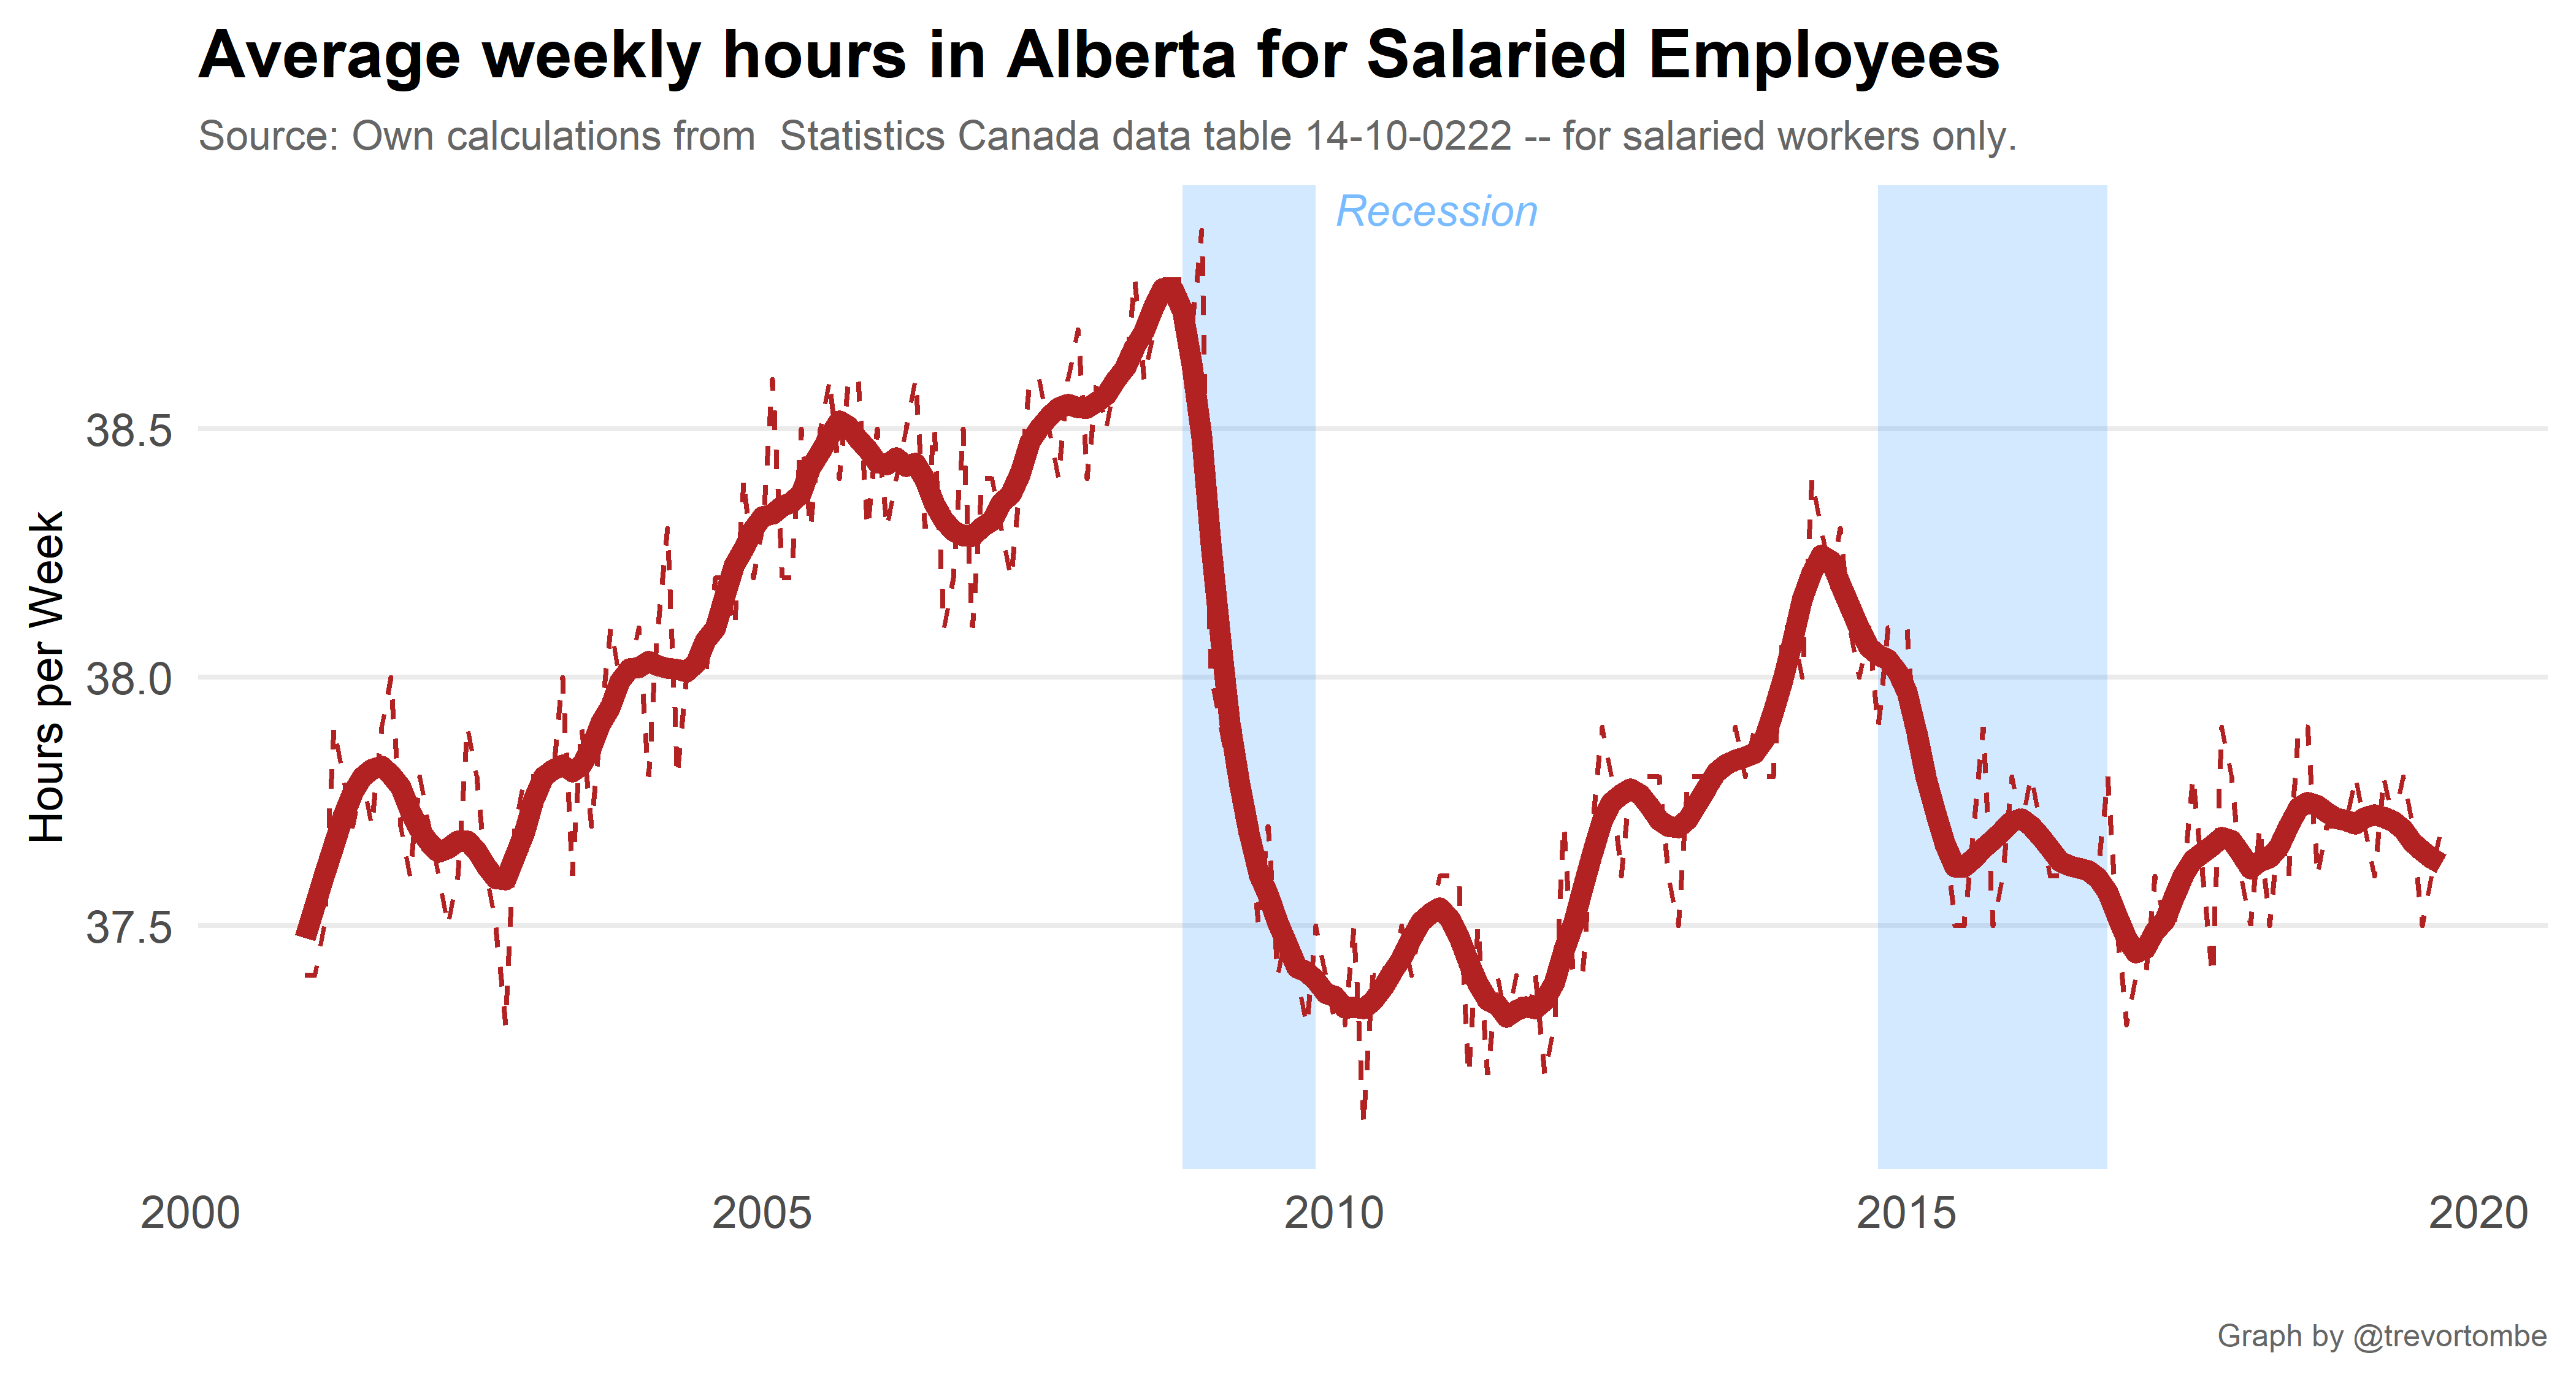 Average weekly hours in Alberta for Salaried Employees
Source: Own calculations from  Statistics Canada data table 14-10-0222 -- for salaried workers only.
Recession
Hours per Week
38.5
38.0
37.5
2000
2005
2010
2015
2020
Graph by @trevortombe